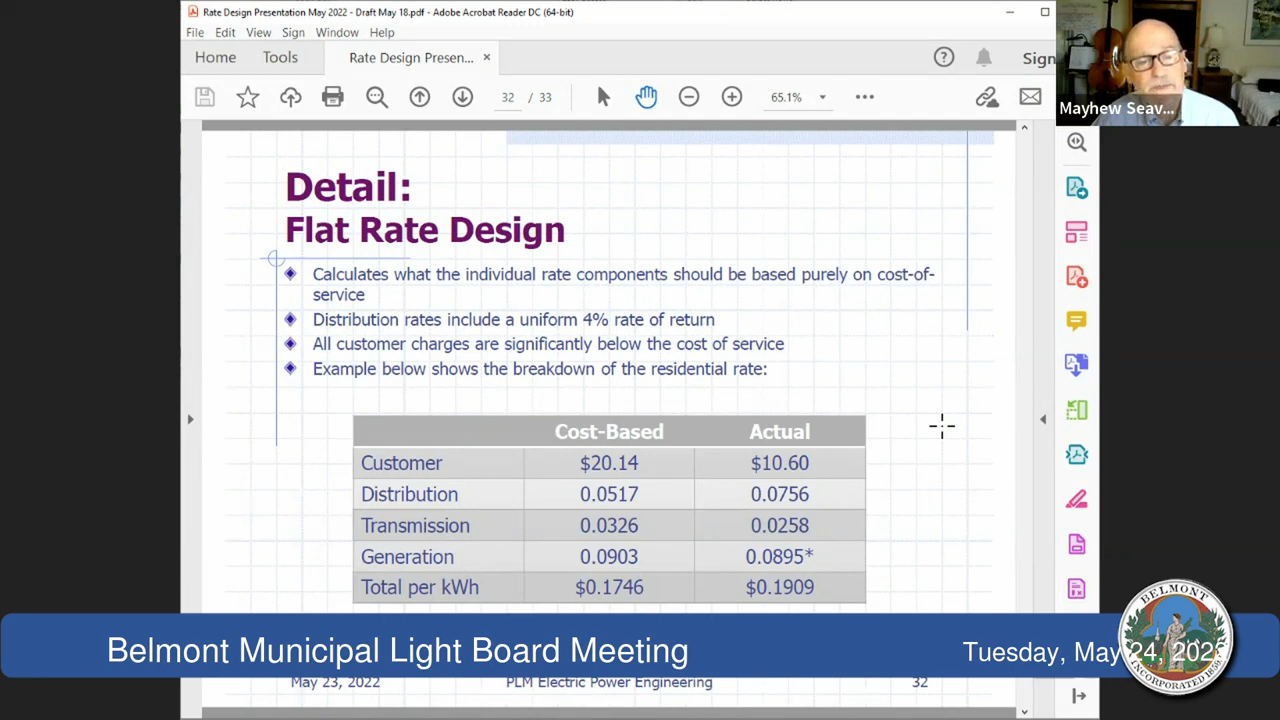 Rate Design Presentation May 2022 - Draft May 18.pdf - Adobe Acrobat Reader DC (64-bit)
File Edit View Sign Window Help
Home Tools Rate Design Presen... × Sign
32 / 33 65.1%
Mayhew Seav...
Detail:
Flat Rate Design
Calculates what the individual rate components should be based purely on cost-of-
service
Distribution rates include a uniform 4% rate of return
All customer charges are significantly below the cost of service
Example below shows the breakdown of the residential rate:
Cost-Based Actual
Customer $20.14 $10.60
Distribution 0.0517 0.0756
Transmission 0.0326 0.0258
Generation 0.0903 0.0895*
Total per kWh $0.1746 $0.1909
Belmont Municipal Light Board Meeting
Tuesday, May 24, 202
BELMONT
INCORPORATED 1859
May 23, 2022 PLM Electric Power Engineering 32